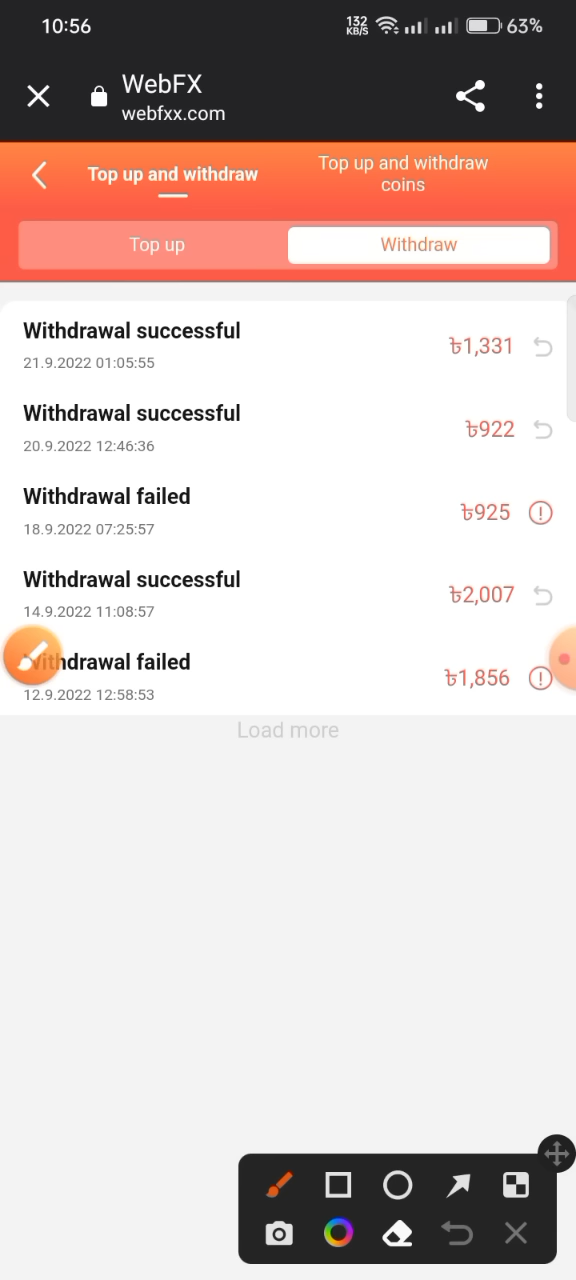 10:56
132
KB/S
63%
WebFX
webfxx.com
Top up and withdraw
Top up and withdraw
coins
Top up
Withdraw
Withdrawal successful
৳1,331
21.9.2022 01:05:55
Withdrawal successful
৳922
20.9.2022 12:46:36
Withdrawal failed
৳925
18.9.2022 07:25:57
Withdrawal successful
৳2,007
14.9.2022 11:08:57
Withdrawal failed
৳1,856
12.9.2022 12:58:53
Load more